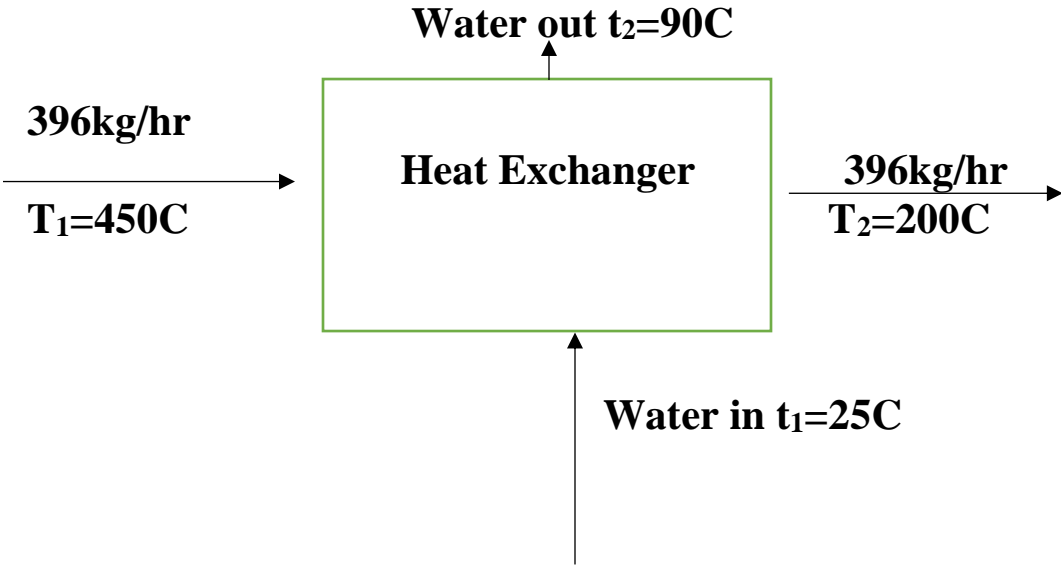 Water out t₂=90C
396kg/hr
T₁=450C
Heat Exchanger
396kg/hr
T₂=200C
Water in t₁=25C